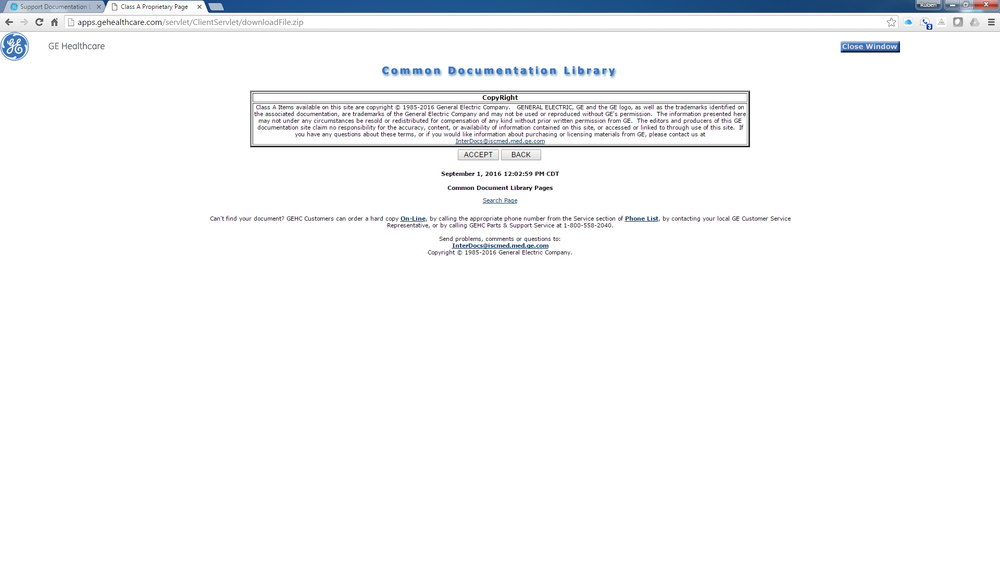 Support Documentation L
Class A Proprietary Page
Ruben
apps.gehealthcare.com/servlet/ClientServlet/downloadFile.zip
3
GE Healthcare
Close Window
Common Documentation Library
CopyRight
Class A Items available on this site are copyright © 1985-2016 General Electric Company.   GENERAL ELECTRIC, GE and the GE logo, as well as the trademarks identified on
the associated documentation, are trademarks of the General Electric Company and may not be used or reproduced without GE's permission.  The information presented here
may not under any circumstances be resold or redistributed for compensation of any kind without prior written permission from GE.  The editors and producers of this GE
documentation site claim no responsibility for the accuracy, content, or availability of information contained on this site, or accessed or linked to through use of this site.  If
you have any questions about these terms, or if you would like information about purchasing or licensing materials from GE, please contact us at
InterDocs@iscmed.med.ge.com
ACCEPT BACK
September 1, 2016 12:02:59 PM CDT
Common Document Library Pages
Search Page
Can't find your document? GEHC Customers can order a hard copy On-Line, by calling the appropriate phone number from the Service section of Phone List, by contacting your local GE Customer Service
Representative, or by calling GEHC Parts & Support Service at 1-800-558-2040.
Send problems, comments or questions to:
InterDocs@iscmed.med.ge.com
Copyright © 1985-2016 General Electric Company.